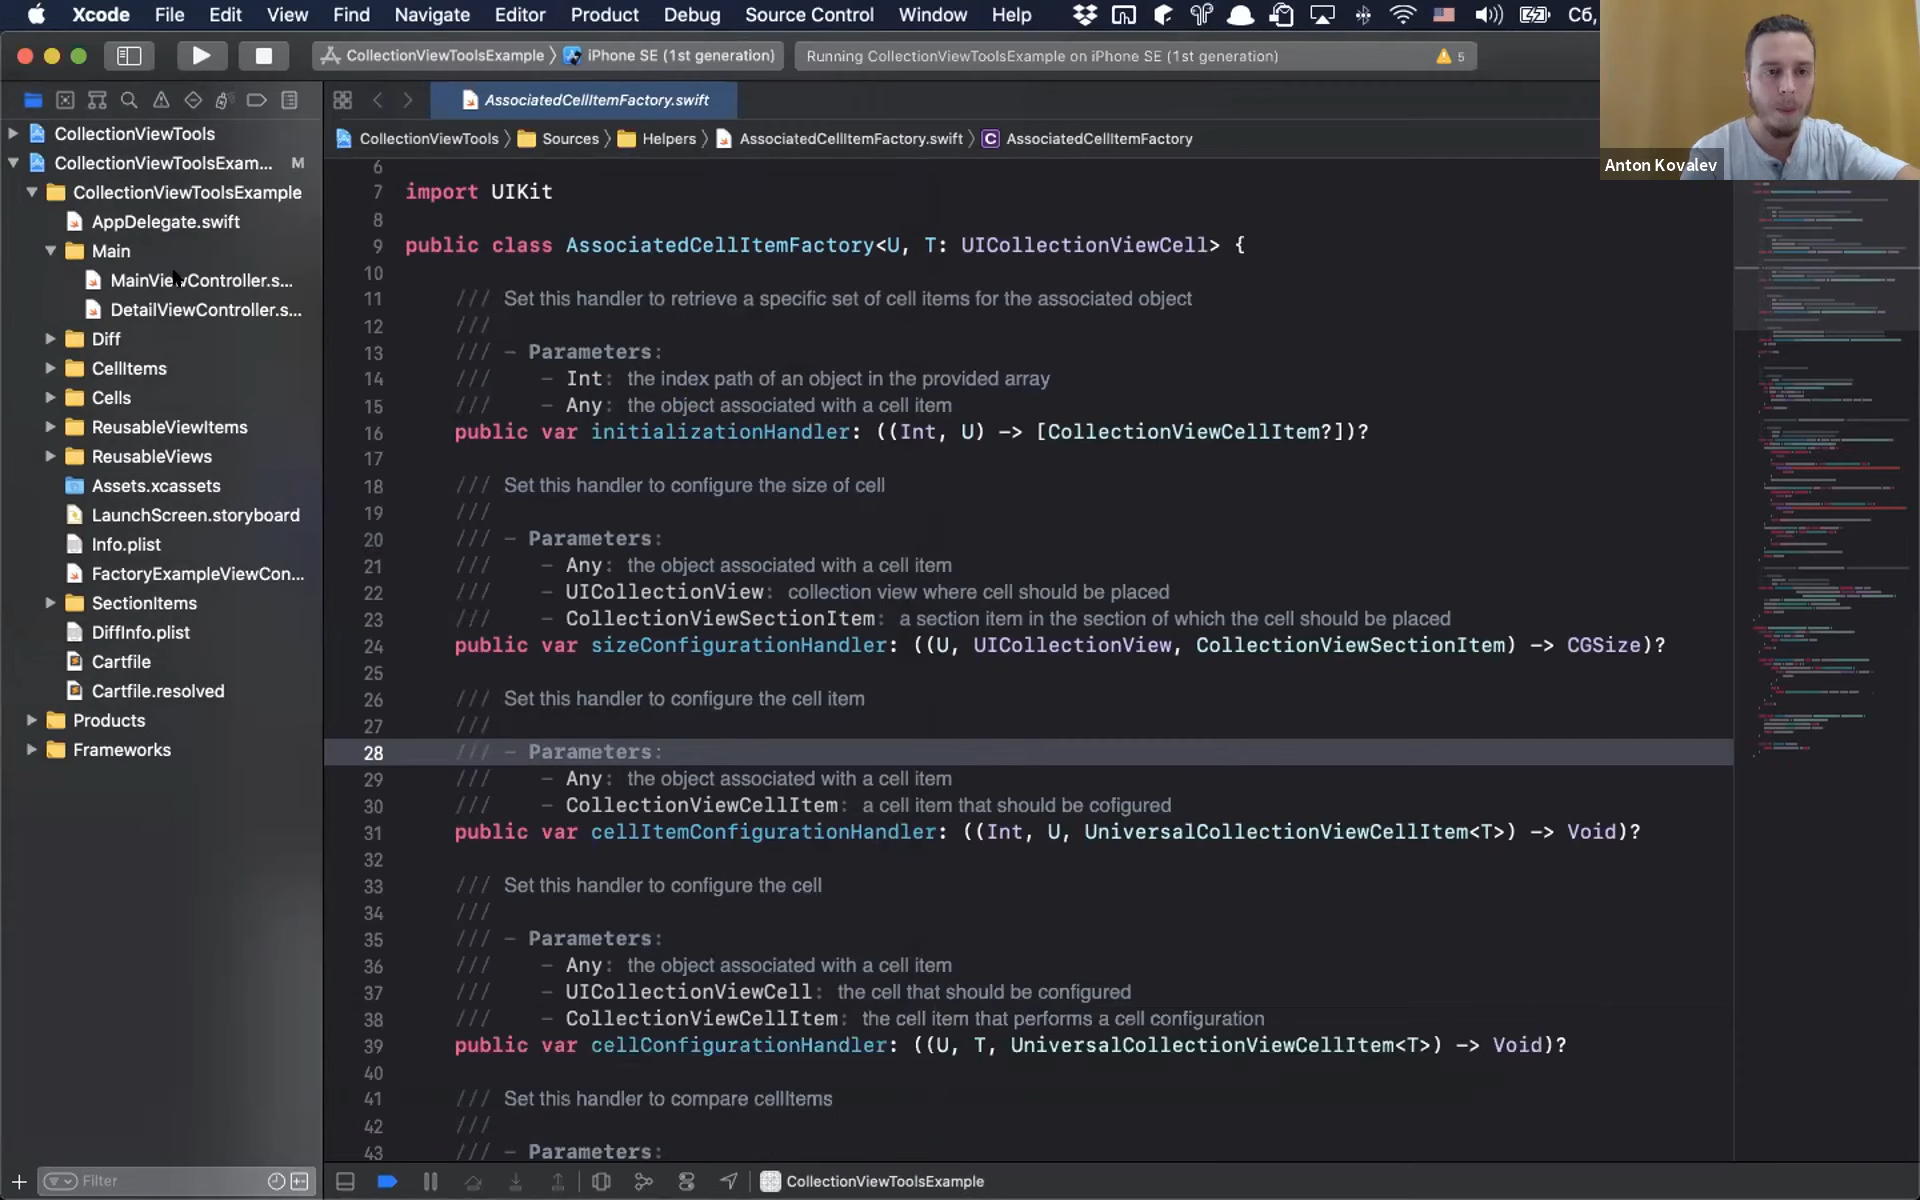 Xcode File Edit View Find Navigate Editor Product Debug Source Control Window Help Сб,
CollectionViewToolsExample iPhone SE (1st generation) Running CollectionViewToolsExample on iPhone SE (1st generation) 5
AssociatedCellItemFactory.swift
CollectionViewTools Sources Helpers AssociatedCellItemFactory.swift C AssociatedCellItemFactory
Anton Kovalev
CollectionViewTools
CollectionViewToolsExam... M
CollectionViewToolsExample
AppDelegate.swift
Main
MainViewController.s...
DetailViewController.s...
Diff
CellItems
Cells
ReusableViewItems
ReusableViews
Assets.xcassets
LaunchScreen.storyboard
Info.plist
FactoryExampleViewCon...
SectionItems
DiffInfo.plist
Cartfile
Cartfile.resolved
Products
Frameworks
Filter
6
7 import UIKit
8
9 public class AssociatedCellItemFactory<U, T: UICollectionViewCell> {
10
11 /// Set this handler to retrieve a specific set of cell items for the associated object
12 ///
13 /// - Parameters:
14 /// - Int: the index path of an object in the provided array
15 /// - Any: the object associated with a cell item
16 public var initializationHandler: ((Int, U) -> [CollectionViewCellItem?])?
17
18 /// Set this handler to configure the size of cell
19 ///
20 /// - Parameters:
21 /// - Any: the object associated with a cell item
22 /// - UICollectionView: collection view where cell should be placed
23 /// - CollectionViewSectionItem: a section item in the section of which the cell should be placed
24 public var sizeConfigurationHandler: ((U, UICollectionView, CollectionViewSectionItem) -> CGSize)?
25
26 /// Set this handler to configure the cell item
27 ///
28 /// - Parameters:
29 /// - Any: the object associated with a cell item
30 /// - CollectionViewCellItem: a cell item that should be cofigured
31 public var cellItemConfigurationHandler: ((Int, U, UniversalCollectionViewCellItem<T>) -> Void)?
32
33 /// Set this handler to configure the cell
34 ///
35 /// - Parameters:
36 /// - Any: the object associated with a cell item
37 /// - UICollectionViewCell: the cell that should be configured
38 /// - CollectionViewCellItem: the cell item that performs a cell configuration
39 public var cellConfigurationHandler: ((U, T, UniversalCollectionViewCellItem<T>) -> Void)?
40
41 /// Set this handler to compare cellItems
42 ///
43 /// - Parameters:
CollectionViewToolsExample